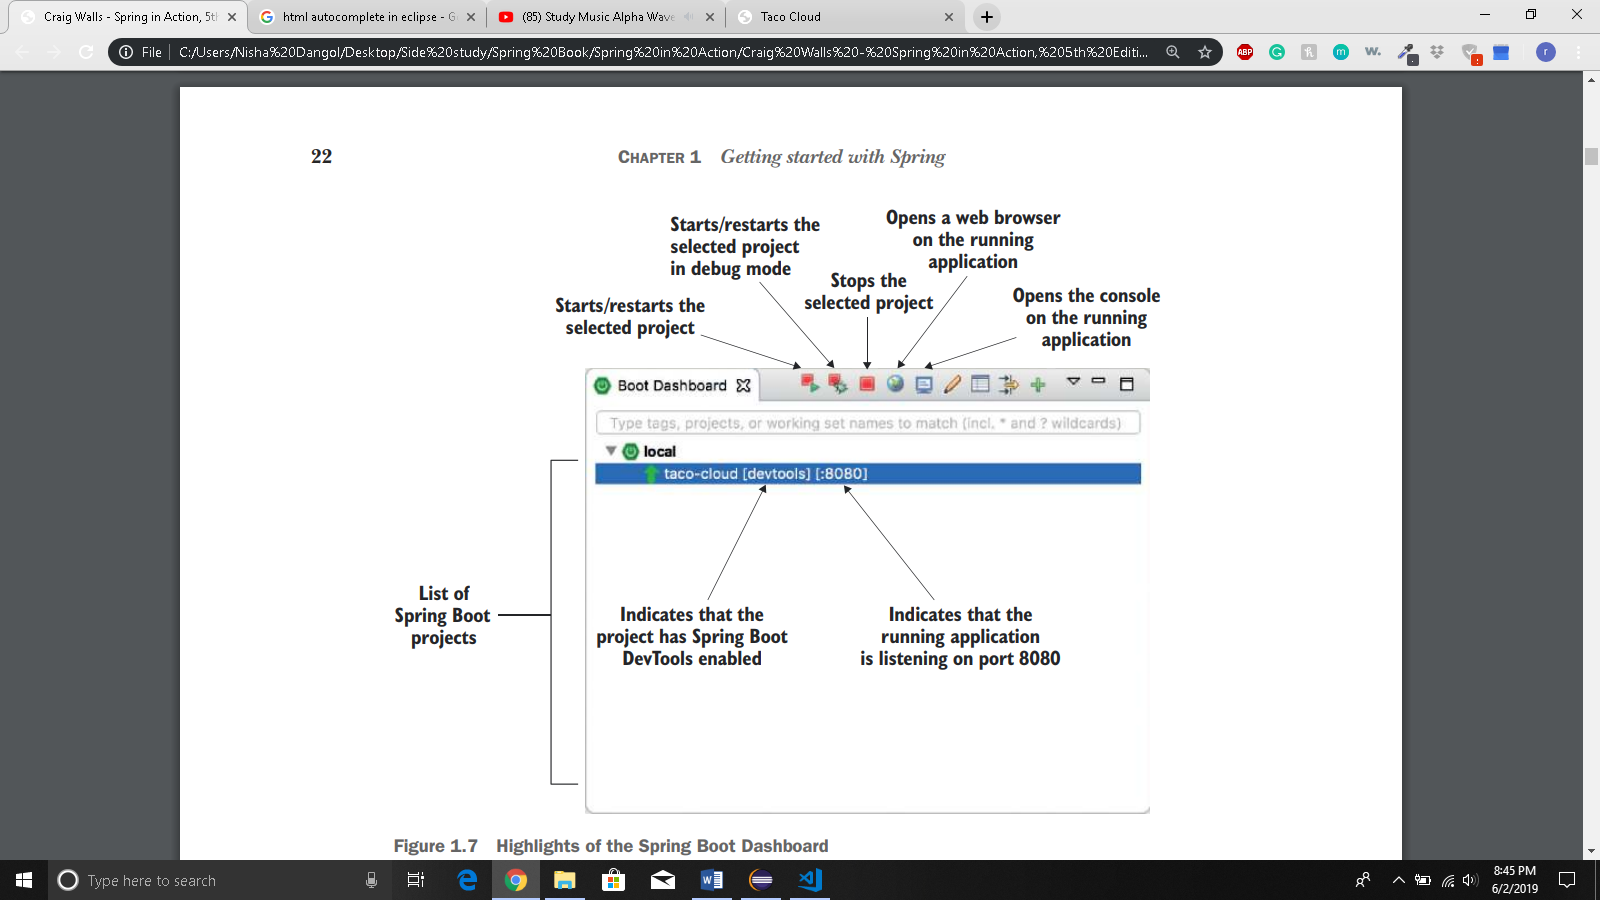 Craig Walls - Spring in Action, 5th
html autocomplete in eclipse - G
(85) Study Music Alpha Wave
Taco Cloud
File
C:/Users/Nisha%20Dangol/Desktop/Side%20study/Spring%20Book/Spring%20in%20Action/Craig%20Walls%20-%20Spring%20in%20Action,%205th%20Editi...
ABP
22
CHAPTER 1 Getting started with Spring
Starts/restarts the
selected project
in debug mode
Opens a web browser
on the running
application
Stops the
selected project
Starts/restarts the
selected project
Opens the console
on the running
application
Boot Dashboard
Type tags, projects, or working set names to match (incl. * and ? wildcards)
local
taco-cloud [devtools] [:8080]
List of
Spring Boot
projects
Indicates that the
project has Spring Boot
DevTools enabled
Indicates that the
running application
is listening on port 8080
Figure 1.7 Highlights of the Spring Boot Dashboard
Type here to search
8:45 PM
6/2/2019